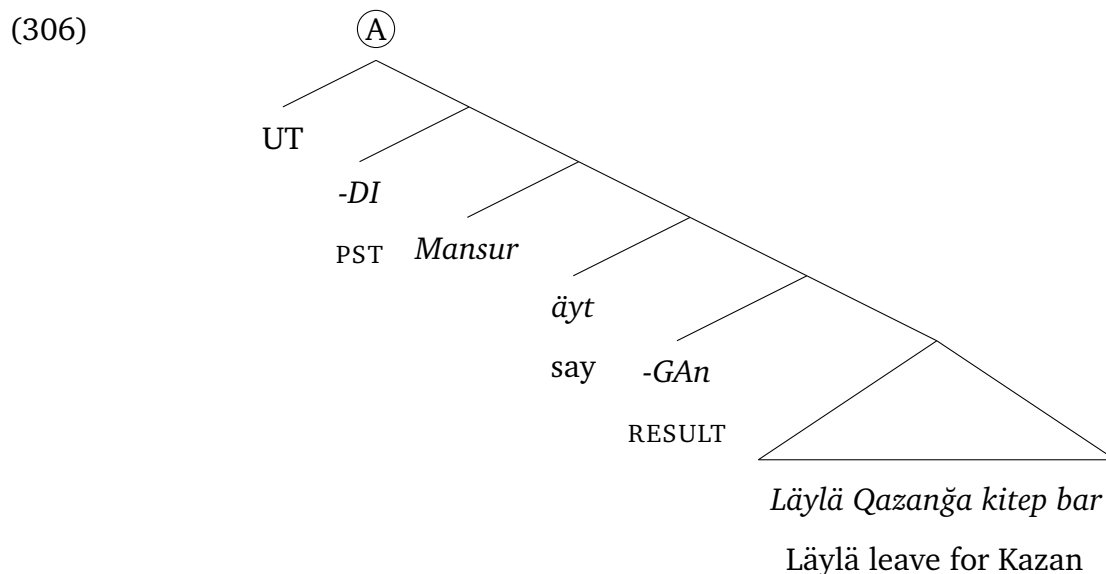 (306) Ⓐ
UT
-DI
PST Mansur
äyt
say -GAn
RESULT
Läylä Qazanğa kitep bar
Läylä leave for Kazan